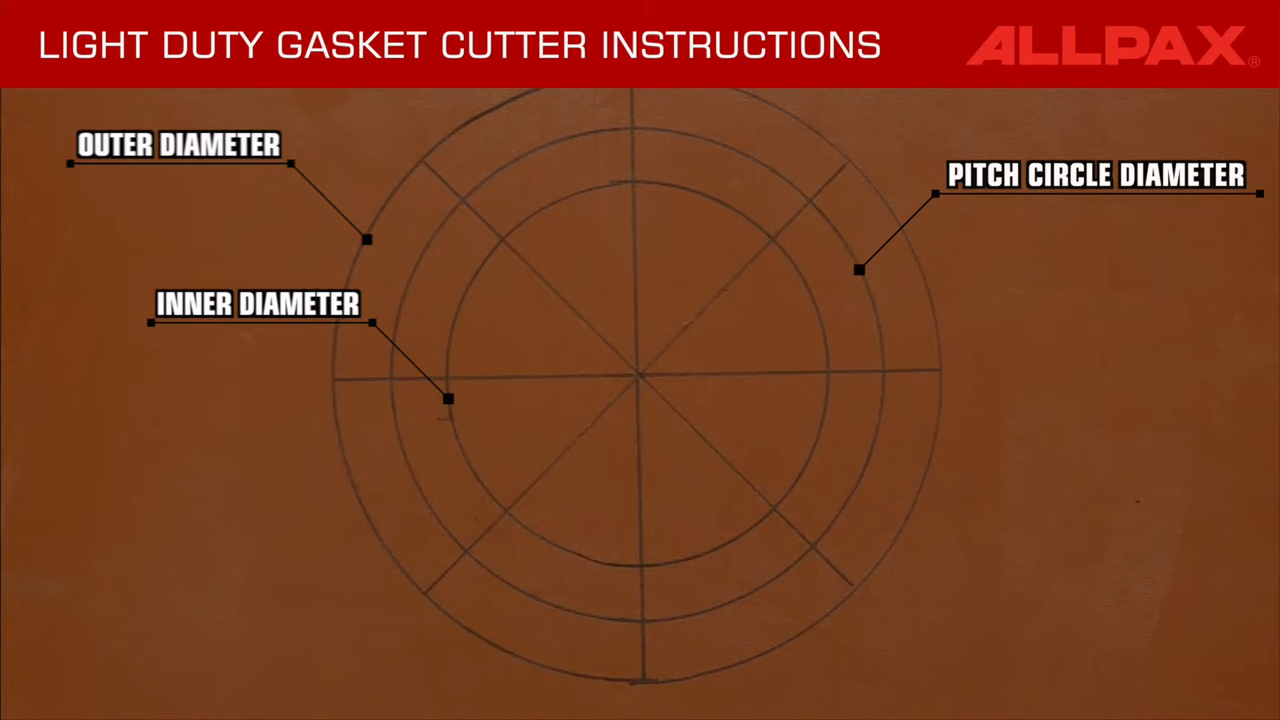 LIGHT DUTY GASKET CUTTER INSTRUCTIONS
ALLPAX®
OUTER DIAMETER
PITCH CIRCLE DIAMETER
INNER DIAMETER